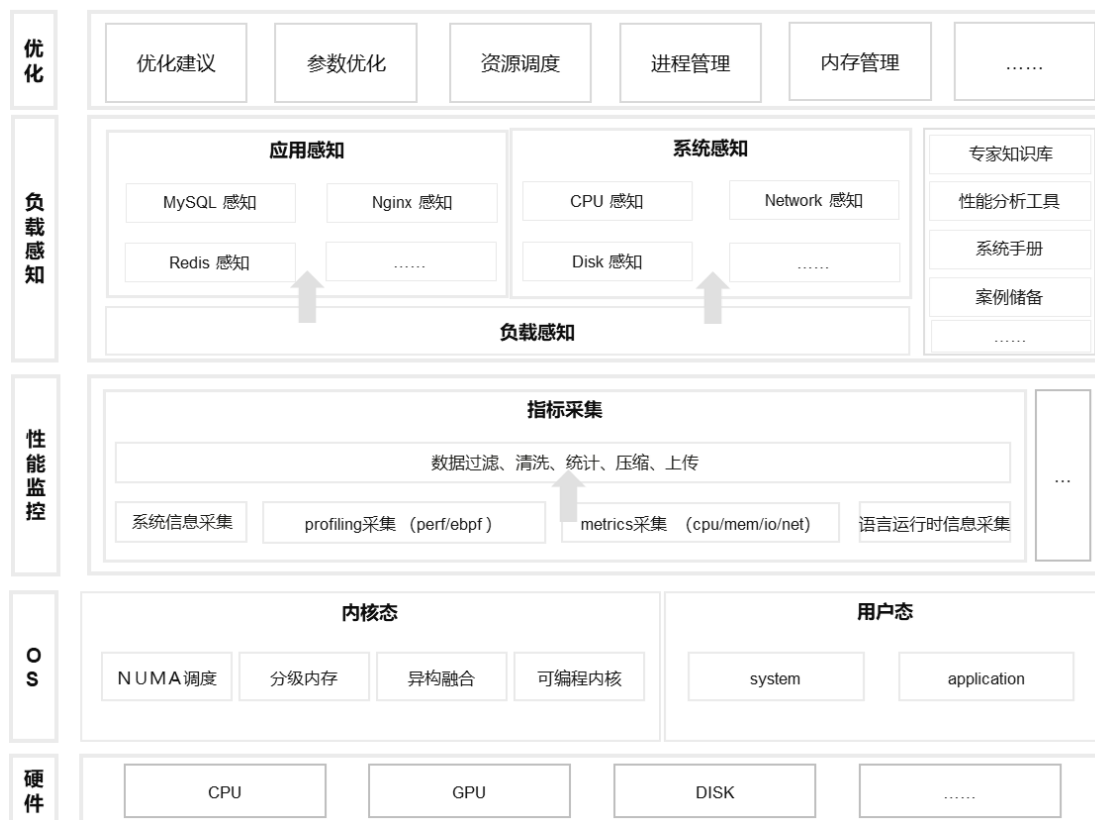 优化
优化建议
参数优化
资源调度
进程管理
内存管理
……
负载感知
应用感知
MySQL 感知
Nginx 感知
Redis 感知
……
系统感知
CPU 感知
Network 感知
Disk 感知
……
负载感知
专家知识库
性能分析工具
系统手册
案例储备
……
性能监控
指标采集
数据过滤、清洗、统计、压缩、上传
系统信息采集
profiling采集 （perf/ebpf ）
metrics采集 （cpu/mem/io/net）
语言运行时信息采集
…
OS
内核态
ＮＵＭＡ调度
分级内存
异构融合
可编程内核
用户态
system
application
硬件
CPU
GPU
DISK
……